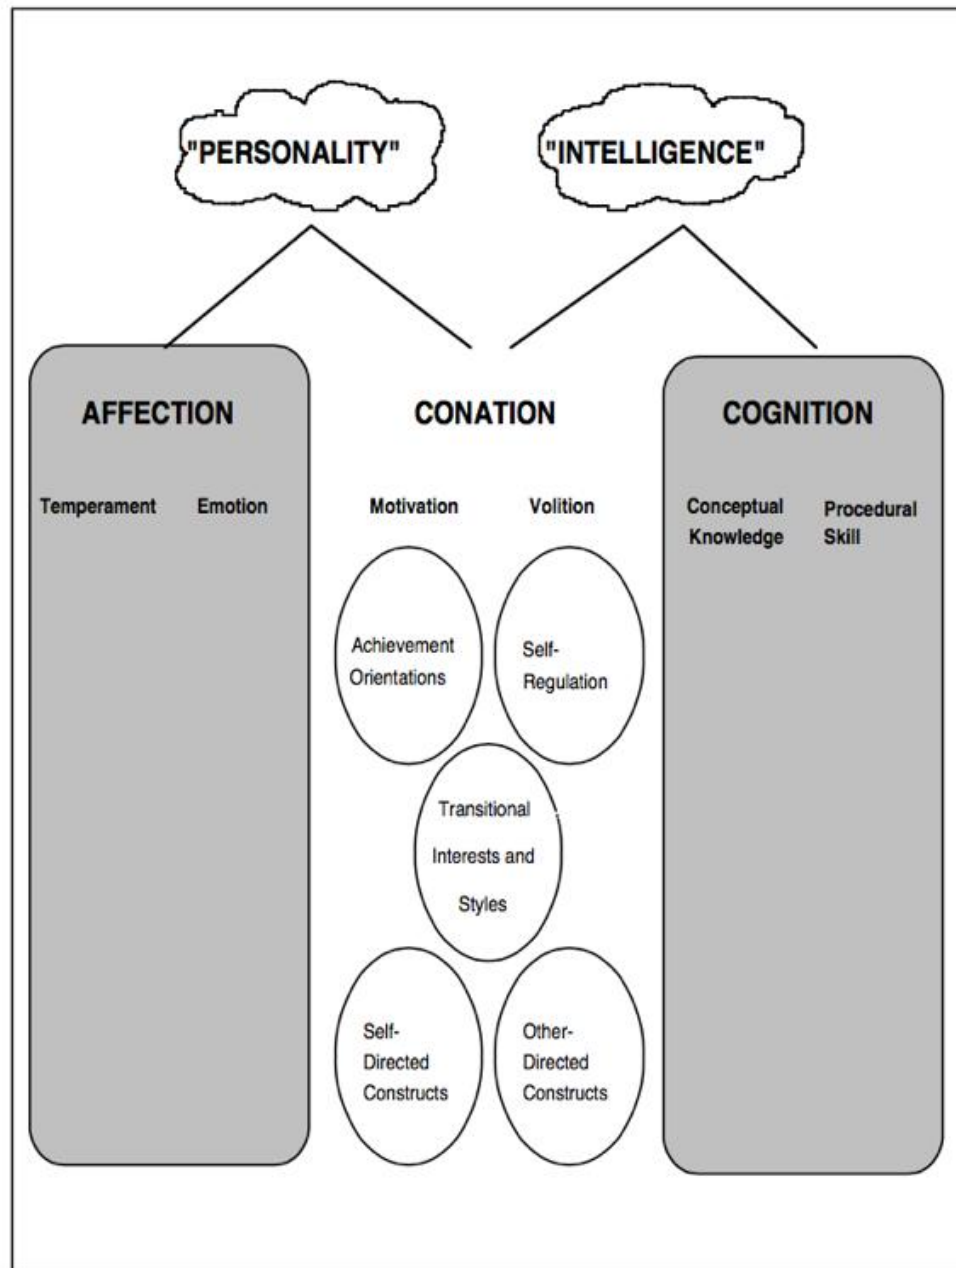 "PERSONALITY"
"INTELLIGENCE"
AFFECTION
CONATION
COGNITION
Temperament
Emotion
Motivation
Volition
Conceptual
Knowledge
Procedural
Skill
Achievement
Orientations
Self-
Regulation
Transitional
Interests and
Styles
Self-
Directed
Constructs
Other-
Directed
Constructs